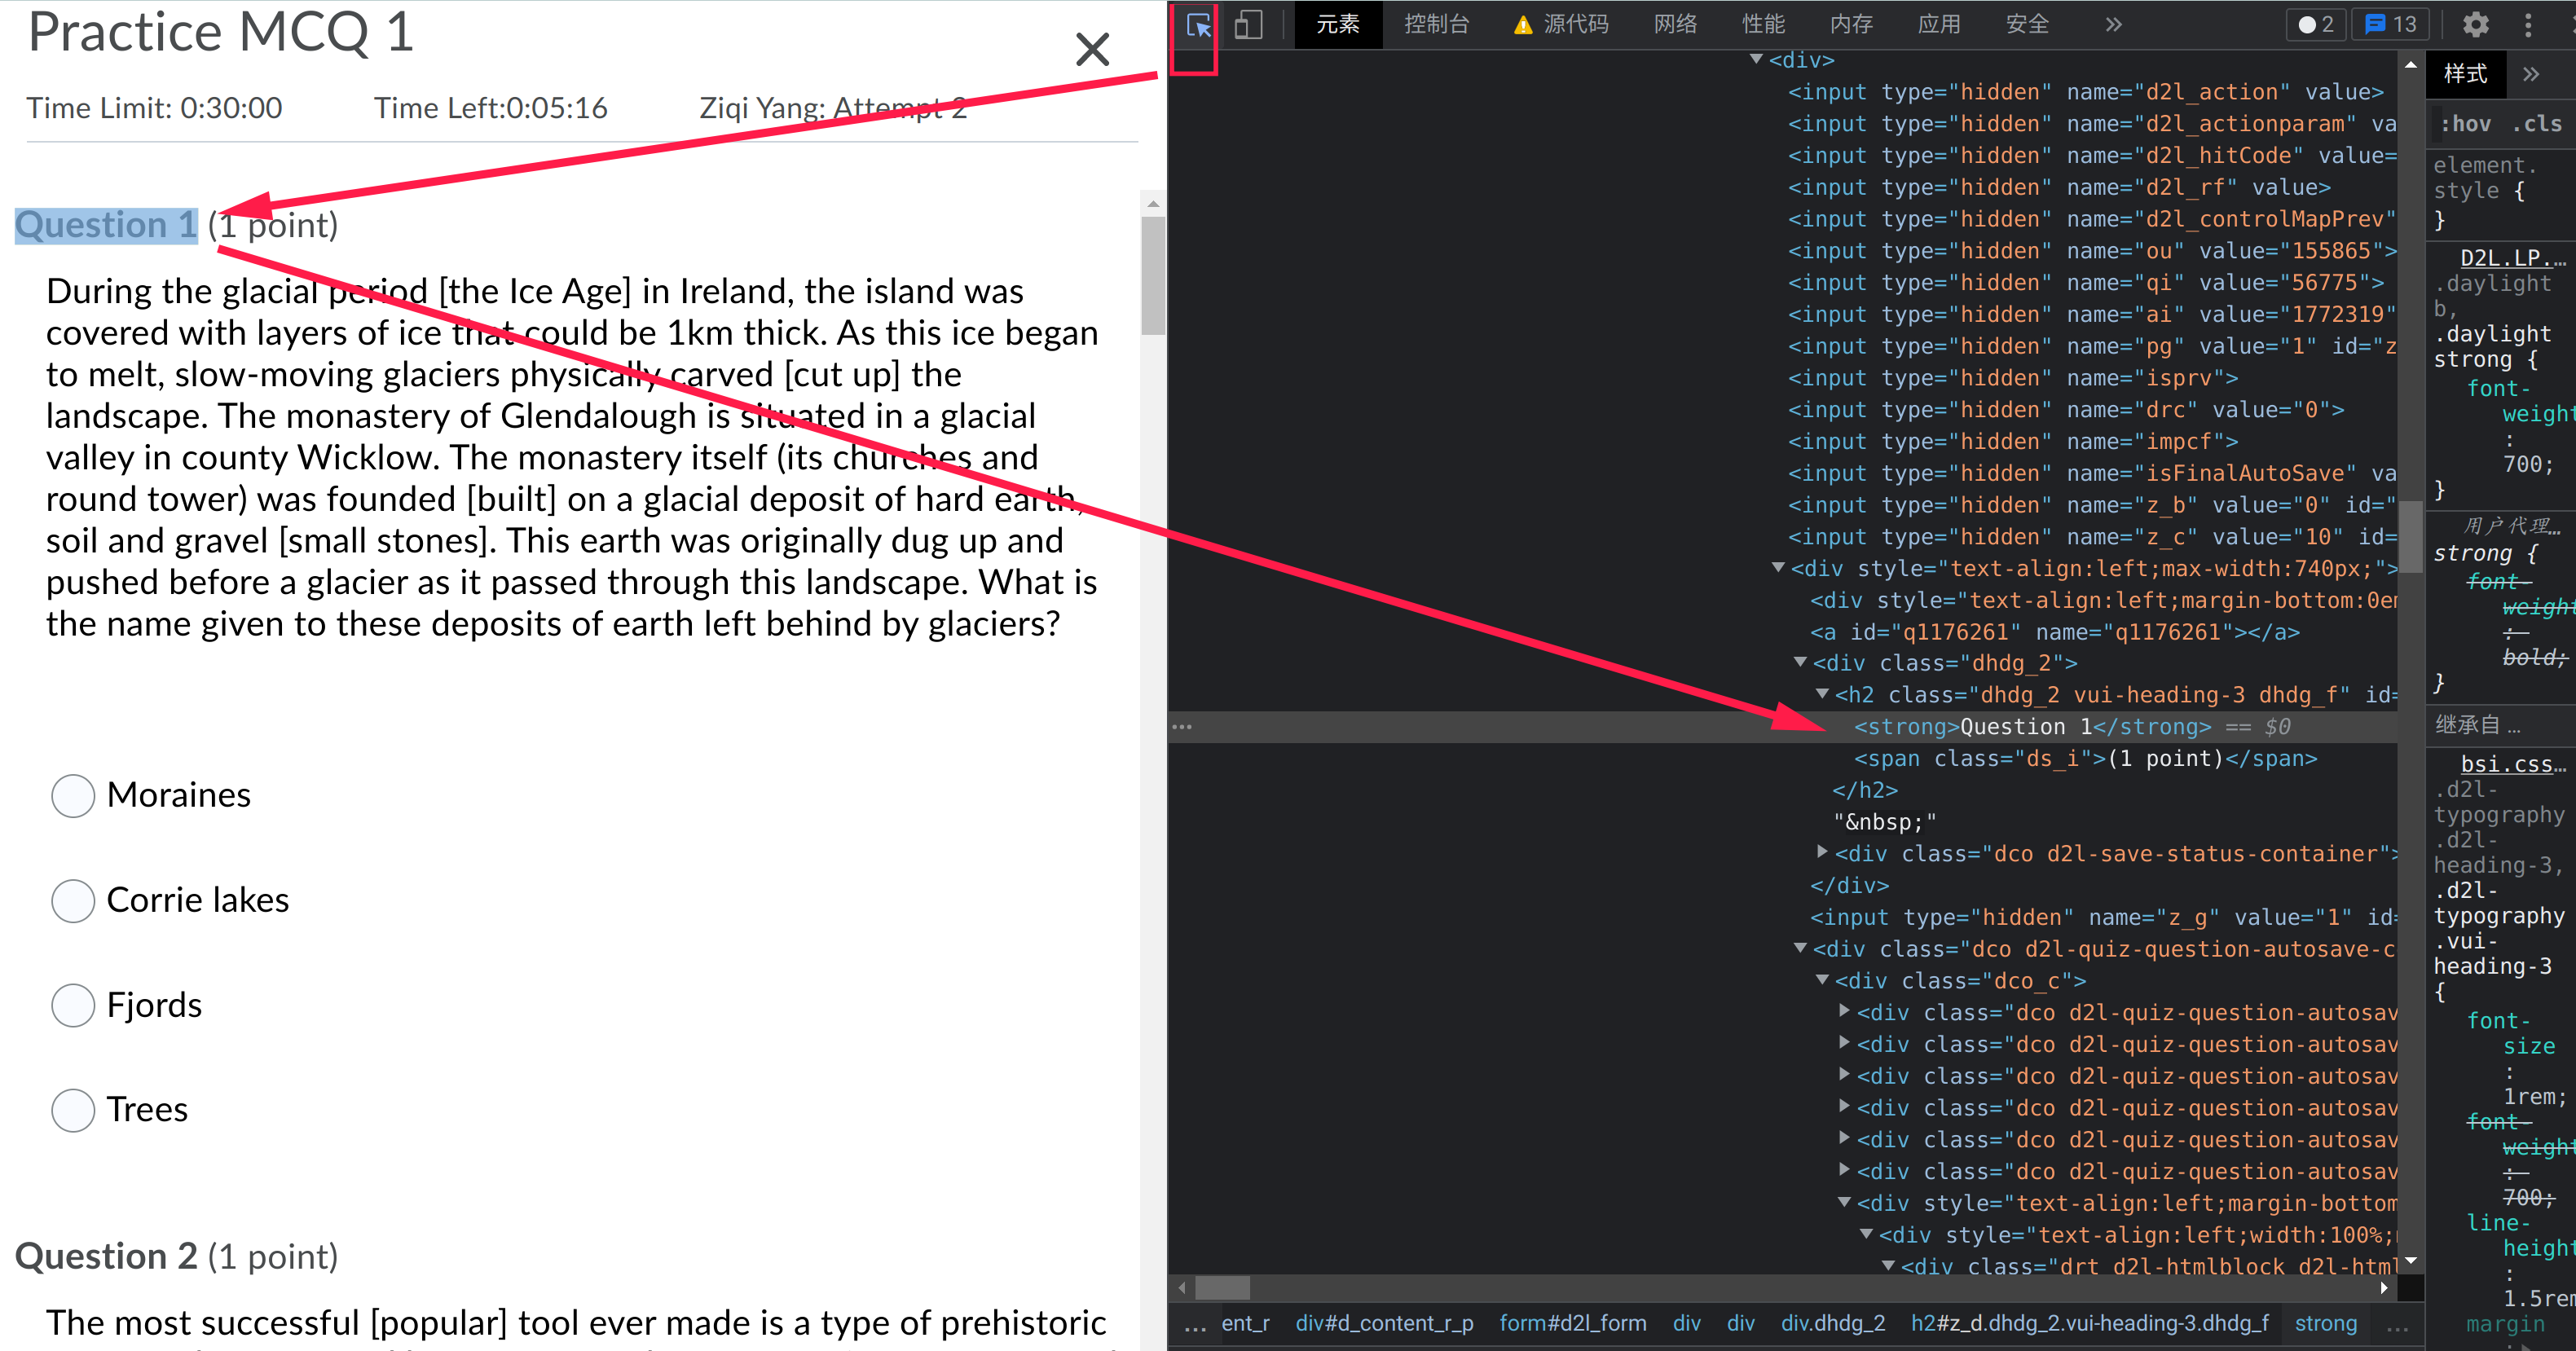 Practice MCQ 1
Time Limit: 0:30:00 Time Left:0:05:16 Ziqi Yang: Attempt 2
Question 1 (1 point)
During the glacial period [the Ice Age] in Ireland, the island was
covered with layers of ice that could be 1km thick. As this ice began
to melt, slow-moving glaciers physically carved [cut up] the
landscape. The monastery of Glendalough is situated in a glacial
valley in county Wicklow. The monastery itself (its churches and
round tower) was founded [built] on a glacial deposit of hard earth,
soil and gravel [small stones]. This earth was originally dug up and
pushed before a glacier as it passed through this landscape. What is
the name given to these deposits of earth left behind by glaciers?
Moraines
Corrie lakes
Fjords
Trees
Question 2 (1 point)
The most successful [popular] tool ever made is a type of prehistoric
元素 控制台 源代码 网络 性能 内存 应用 安全 » 2 13
<div>
<input type="hidden" name="d2l_action" value>
<input type="hidden" name="d2l_actionparam" va
<input type="hidden" name="d2l_hitCode" value=
<input type="hidden" name="d2l_rf" value>
<input type="hidden" name="d2l_controlMapPrev"
<input type="hidden" name="ou" value="155865">
<input type="hidden" name="qi" value="56775">
<input type="hidden" name="ai" value="1772319"
<input type="hidden" name="pg" value="1" id="z
<input type="hidden" name="isprv">
<input type="hidden" name="drc" value="0">
<input type="hidden" name="impcf">
<input type="hidden" name="isFinalAutoSave" va
<input type="hidden" name="z_b" value="0" id="
<input type="hidden" name="z_c" value="10" id=
<div style="text-align:left;max-width:740px;">
<div style="text-align:left;margin-bottom:0em
<a id="q1176261" name="q1176261"></a>
<div class="dhdg_2">
<h2 class="dhdg_2 vui-heading-3 dhdg_f" id=
… <strong>Question 1</strong> == $0
<span class="ds_i">(1 point)</span>
</h2>
"&nbsp;"
<div class="dco d2l-save-status-container">
</div>
<input type="hidden" name="z_g" value="1" id=
<div class="dco d2l-quiz-question-autosave-c
<div class="dco_c">
<div class="dco d2l-quiz-question-autosav
<div class="dco d2l-quiz-question-autosav
<div class="dco d2l-quiz-question-autosav
<div class="dco d2l-quiz-question-autosav
<div class="dco d2l-quiz-question-autosav
<div class="dco d2l-quiz-question-autosav
<div style="text-align:left;margin-bottom
<div style="text-align:left;width:100%;
<div class="drt d2l-htmlblock d2l-html
… ent_r div#d_content_r_p form#d2l_form div div div.dhdg_2 h2#z_d.dhdg_2.vui-heading-3.dhdg_f strong …
样式 »
:hov .cls
element.
style {
}
D2L.LP.…
.daylight
b,
.daylight
strong {
font-
weight
:
700;
}
用户代理…
strong {
font-
weight
:
bold;
}
继承自 …
bsi.css…
.d2l-
typography
.d2l-
heading-3,
.d2l-
typography
.vui-
heading-3
{
font-
size
:
1rem;
font-
weight
:
700;
line-
height
:
1.5rem
margin